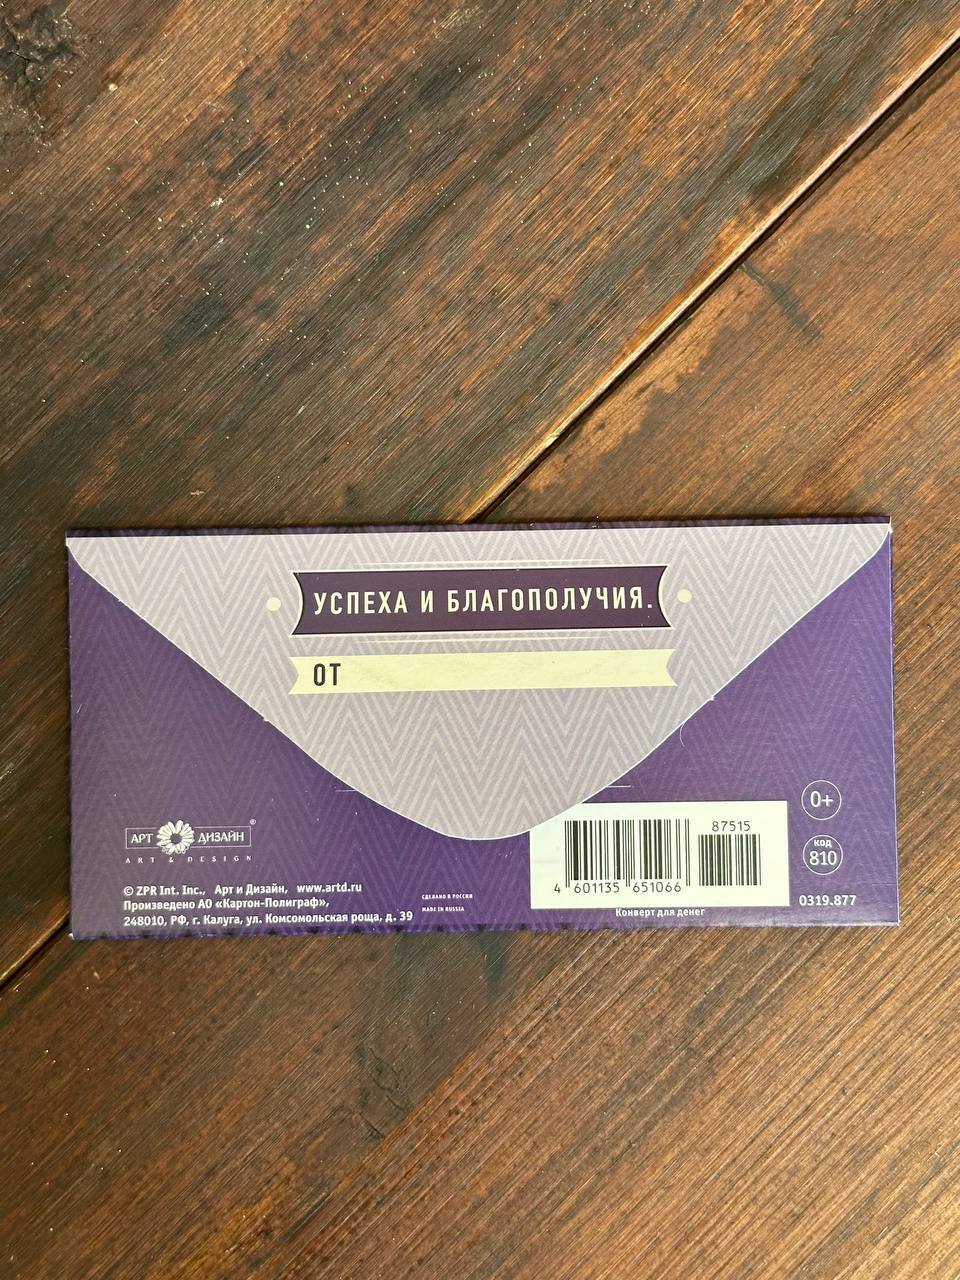 УСПЕХА И БЛАГОПОЛУЧИЯ.
ОТ
АРТ ДИЗАЙН ®
ART & DESIGN
© ZPR Int. Inc., Арт и Дизайн, www.artd.ru
Произведено АО «Картон-Полиграф»,
248010, РФ, г. Калуга, ул. Комсомольская роща, д. 39
СДЕЛАНО В РОССИИ
MADE IN RUSSIA
87515
4 601135 651066
Конверт для денег
0+
код
810
0319.877